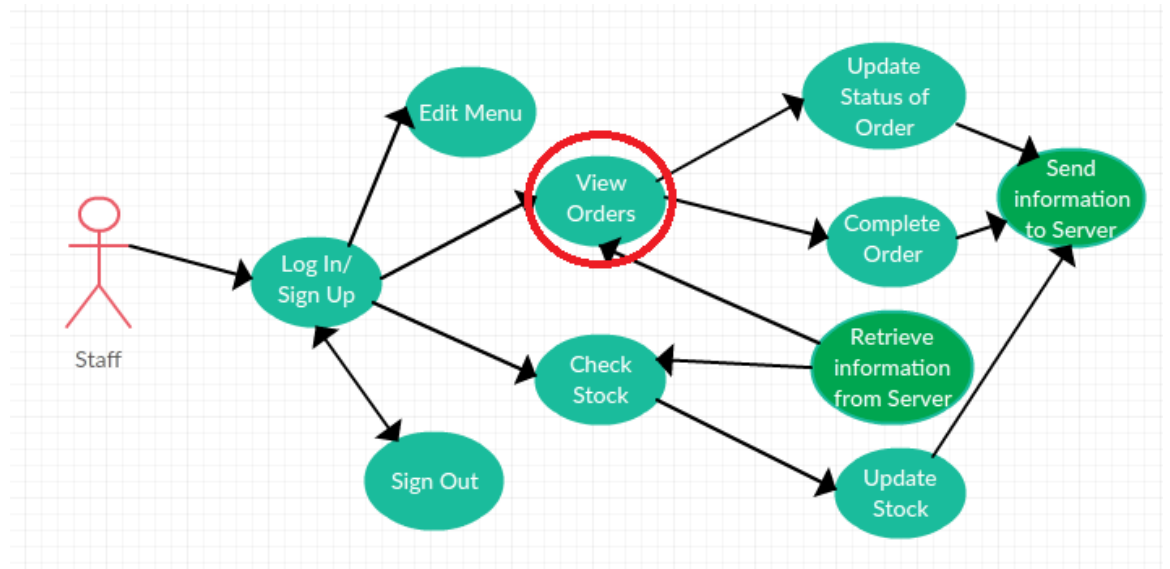 Edit Menu
Update
Status of
Order
View
Orders
Send
information
to Server
Complete
Order
Log In/
Sign Up
Staff
Check
Stock
Retrieve
information
from Server
Sign Out
Update
Stock